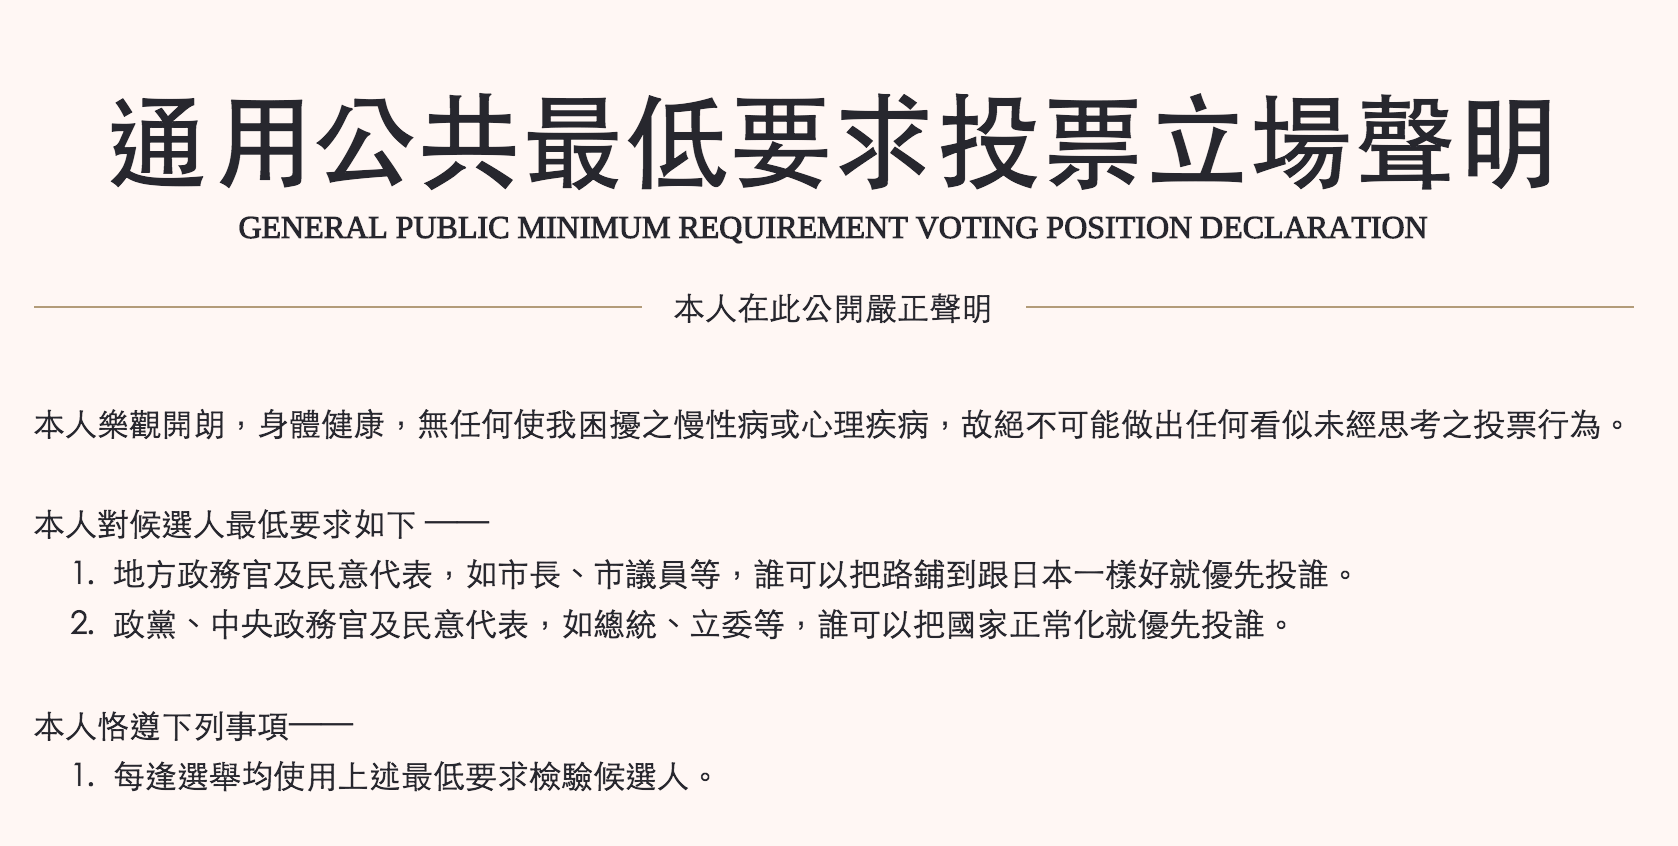 通用公共最低要求投票立場聲明
GENERAL PUBLIC MINIMUM REQUIREMENT VOTING POSITION DECLARATION
本人在此公開嚴正聲明
本人樂觀開朗，身體健康，無任何使我困擾之慢性病或心理疾病，故絕不可能做出任何看似未經思考之投票行為。
本人對候選人最低要求如下 ——
1. 地方政務官及民意代表，如市長、市議員等，誰可以把路鋪到跟日本一樣好就優先投誰。
2. 政黨、中央政務官及民意代表，如總統、立委等，誰可以把國家正常化就優先投誰。
本人恪遵下列事項——
1. 每逢選舉均使用上述最低要求檢驗候選人。